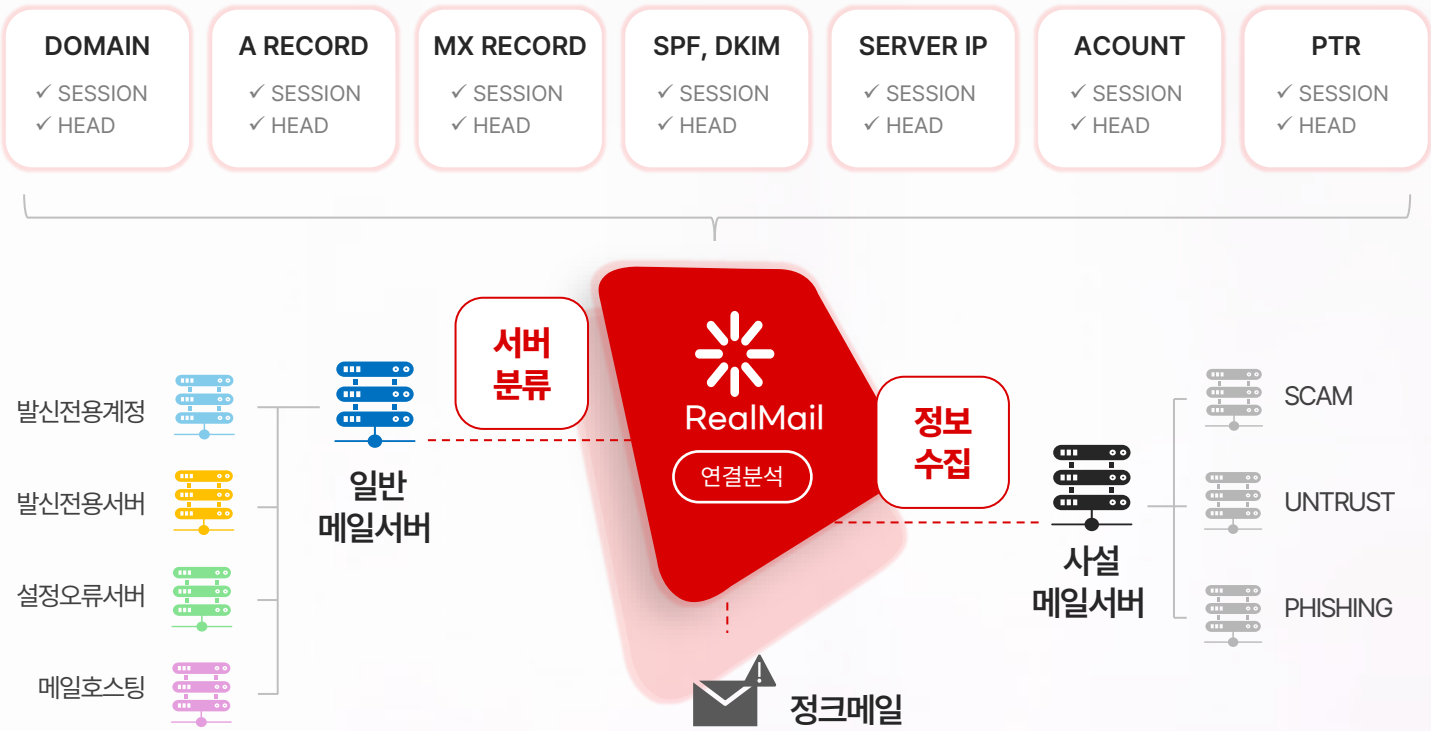 DOMAIN
✓ SESSION
✓ HEAD
A RECORD
✓ SESSION
✓ HEAD
MX RECORD
✓ SESSION
✓ HEAD
SPF, DKIM
✓ SESSION
✓ HEAD
SERVER IP
✓ SESSION
✓ HEAD
ACOUNT
✓ SESSION
✓ HEAD
PTR
✓ SESSION
✓ HEAD
발신전용계정
발신전용서버
설정오류서버
메일호스팅
일반
메일서버
서버
분류
RealMail
연결분석
정보
수집
정크메일
사설
메일서버
SCAM
UNTRUST
PHISHING